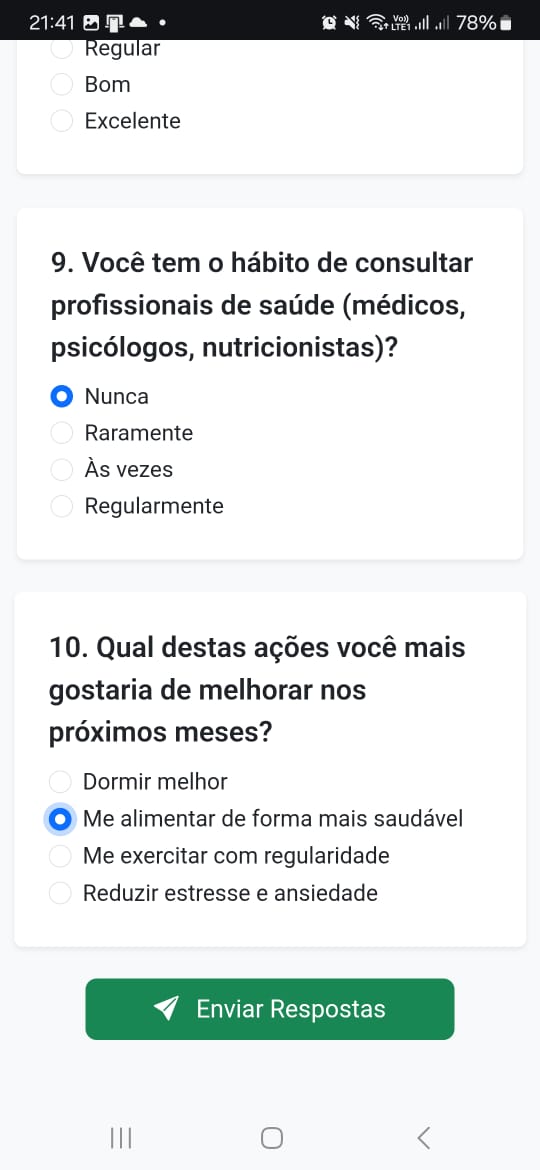 21:41 78%
Vo)) LTE1
Regular
Bom
Excelente
9. Você tem o hábito de consultar
profissionais de saúde (médicos,
psicólogos, nutricionistas)?
Nunca
Raramente
Às vezes
Regularmente
10. Qual destas ações você mais
gostaria de melhorar nos
próximos meses?
Dormir melhor
Me alimentar de forma mais saudável
Me exercitar com regularidade
Reduzir estresse e ansiedade
Enviar Respostas